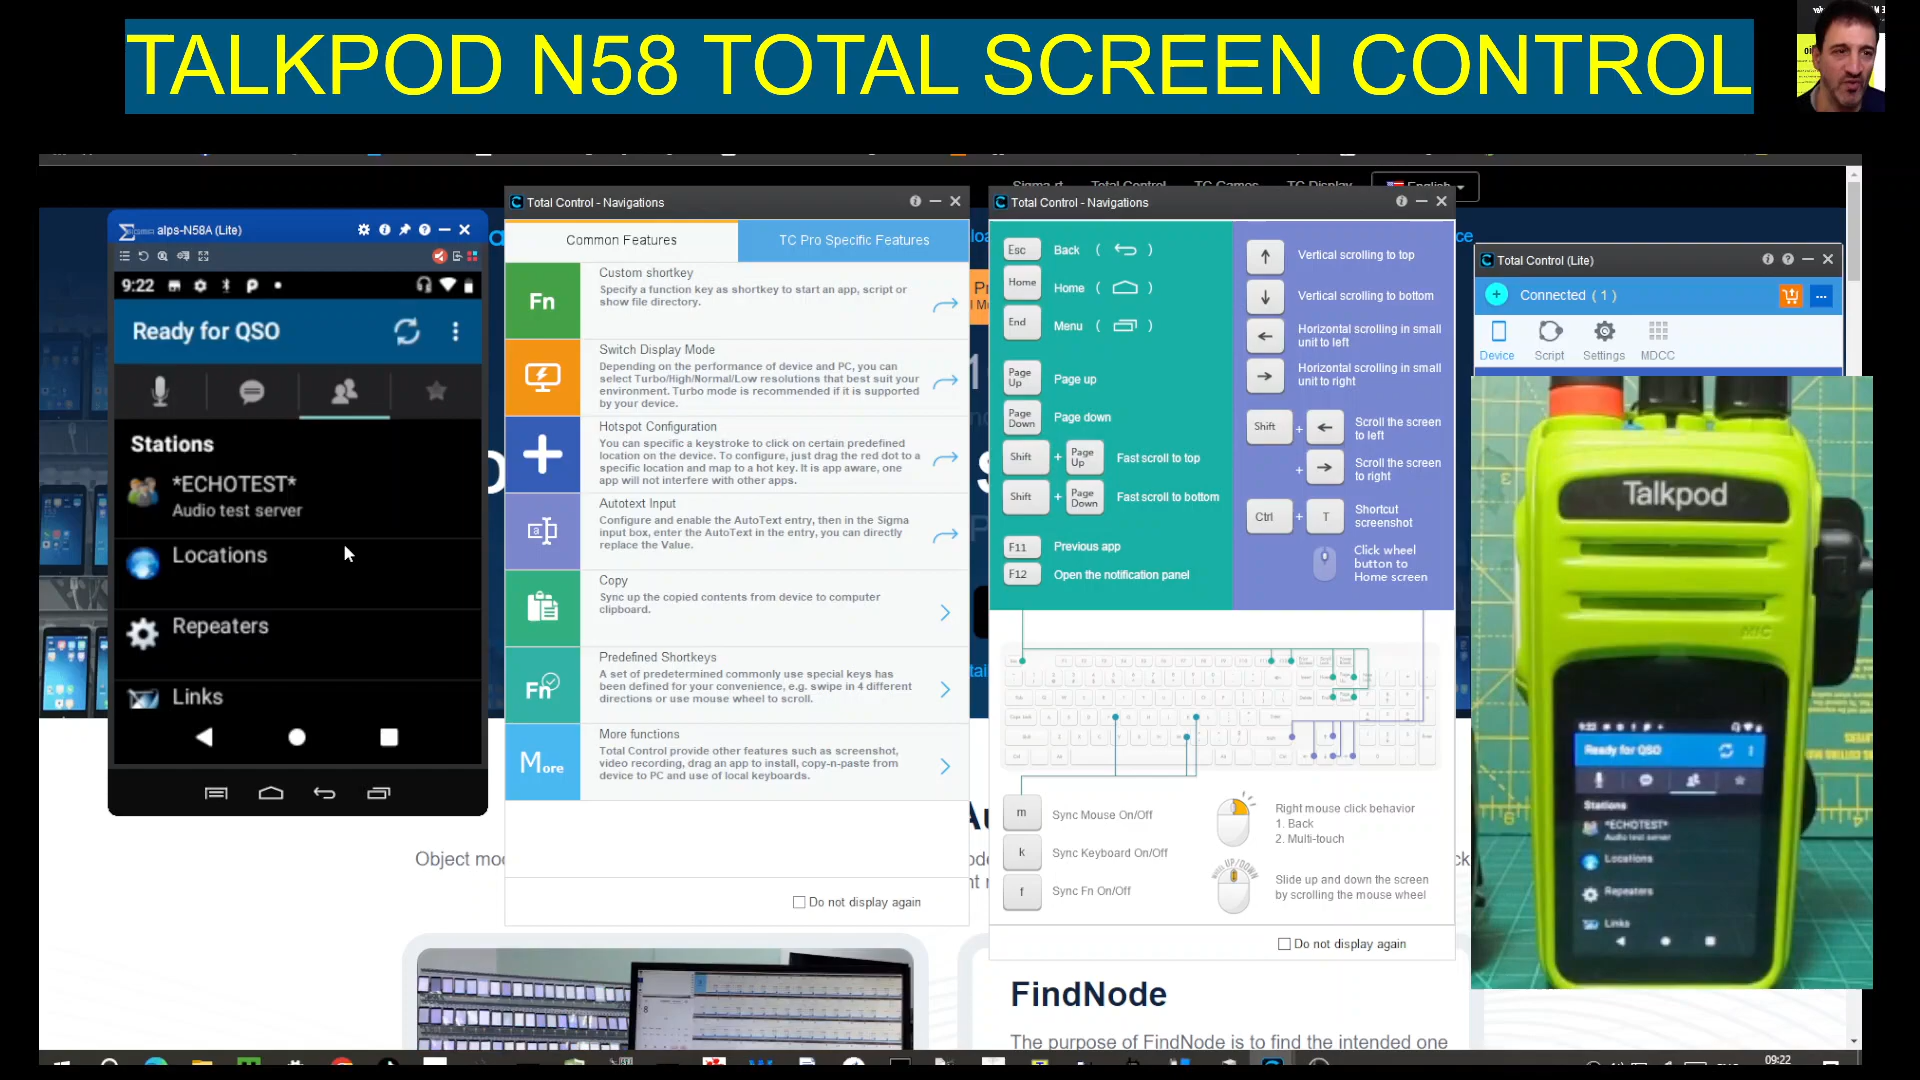 TALKPOD N58 TOTAL SCREEN CONTROL
Sigma-rt
Total Control
TC Games
TC Display
English
alps-N58A (Lite)
9:22
Ready for QSO
Stations
*ECHOTEST*
Audio test server
Locations
Repeaters
Links
Total Control - Navigations
Common Features
TC Pro Specific Features
Fn
Custom shortkey
Specify a function key as shortkey to start an app, script or
show file directory.
Switch Display Mode
Depending on the performance of device and PC, you can
select Turbo/High/Normal/Low resolutions that best suit your
environment. Turbo mode is recommended if it is supported
by your device.
Hotspot Configuration
You can specific a keystroke to click on certain predefined
location on the device. To configure, just drag the red dot to a
specific location and map to a hot key. It is app aware, one
app will not interfere with other apps.
Autotext Input
Configure and enable the AutoText entry, then in the Sigma
input box, enter the AutoText in the entry, you can directly
replace the Value.
Copy
Sync up the copied contents from device to computer
clipboard.
Fn
Predefined Shortkeys
A set of predetermined commonly use special keys has
been defined for your convenience, e.g. swipe in 4 different
directions or use mouse wheel to scroll.
More
More functions
Total Control provide other features such as screenshot,
video recording, drag an app to install, copy-n-paste from
device to PC and use of local keyboards.
Do not display again
Object mo
Total Control - Navigations
Esc Back ( )
Home Home ( )
End Menu ( )
Page Up Page up
Page Down Page down
Shift + Page Up Fast scroll to top
Shift + Page Down Fast scroll to bottom
F11 Previous app
F12 Open the notification panel
Vertical scrolling to top
Vertical scrolling to bottom
Horizontal scrolling in small
unit to left
Horizontal scrolling in small
unit to right
Shift + Scroll the screen
to left
+ Scroll the screen
to right
Ctrl + T Shortcut
screenshot
Click wheel
button to
Home screen
m Sync Mouse On/Off
k Sync Keyboard On/Off
f Sync Fn On/Off
Right mouse click behavior
1. Back
2. Multi-touch
UP/DOWN
Slide up and down the screen
by scrolling the mouse wheel
Do not display again
FindNode
The purpose of FindNode is to find the intended one
Total Control (Lite)
Connected ( 1 )
Device
Script
Settings
MDCC
Talkpod
MIC
9:22
Ready for QSO
Stations
*ECHOTEST*
Audio test server
Locations
Repeaters
Links
09:22